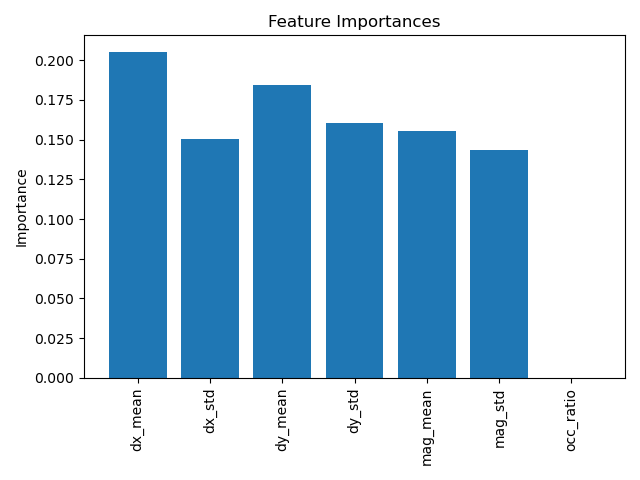 Feature Importances
Importance
0.200
0.175
0.150
0.125
0.100
0.075
0.050
0.025
0.000
dx_mean
dx_std
dy_mean
dy_std
mag_mean
mag_std
occ_ratio